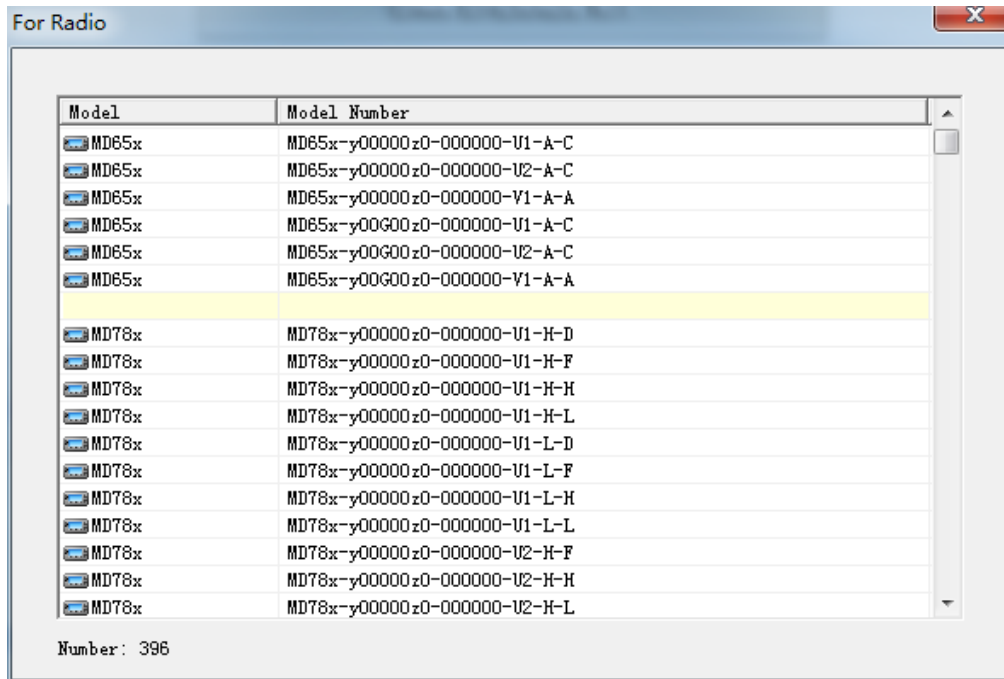 For Radio
Model Model Number
MD65x MD65x-y00000z0-000000-U1-A-C
MD65x MD65x-y00000z0-000000-U2-A-C
MD65x MD65x-y00000z0-000000-V1-A-A
MD65x MD65x-y00G00z0-000000-U1-A-C
MD65x MD65x-y00G00z0-000000-U2-A-C
MD65x MD65x-y00G00z0-000000-V1-A-A
MD78x MD78x-y00000z0-000000-U1-H-D
MD78x MD78x-y00000z0-000000-U1-H-F
MD78x MD78x-y00000z0-000000-U1-H-H
MD78x MD78x-y00000z0-000000-U1-H-L
MD78x MD78x-y00000z0-000000-U1-L-D
MD78x MD78x-y00000z0-000000-U1-L-F
MD78x MD78x-y00000z0-000000-U1-L-H
MD78x MD78x-y00000z0-000000-U1-L-L
MD78x MD78x-y00000z0-000000-U2-H-F
MD78x MD78x-y00000z0-000000-U2-H-H
MD78x MD78x-y00000z0-000000-U2-H-L
Number: 396